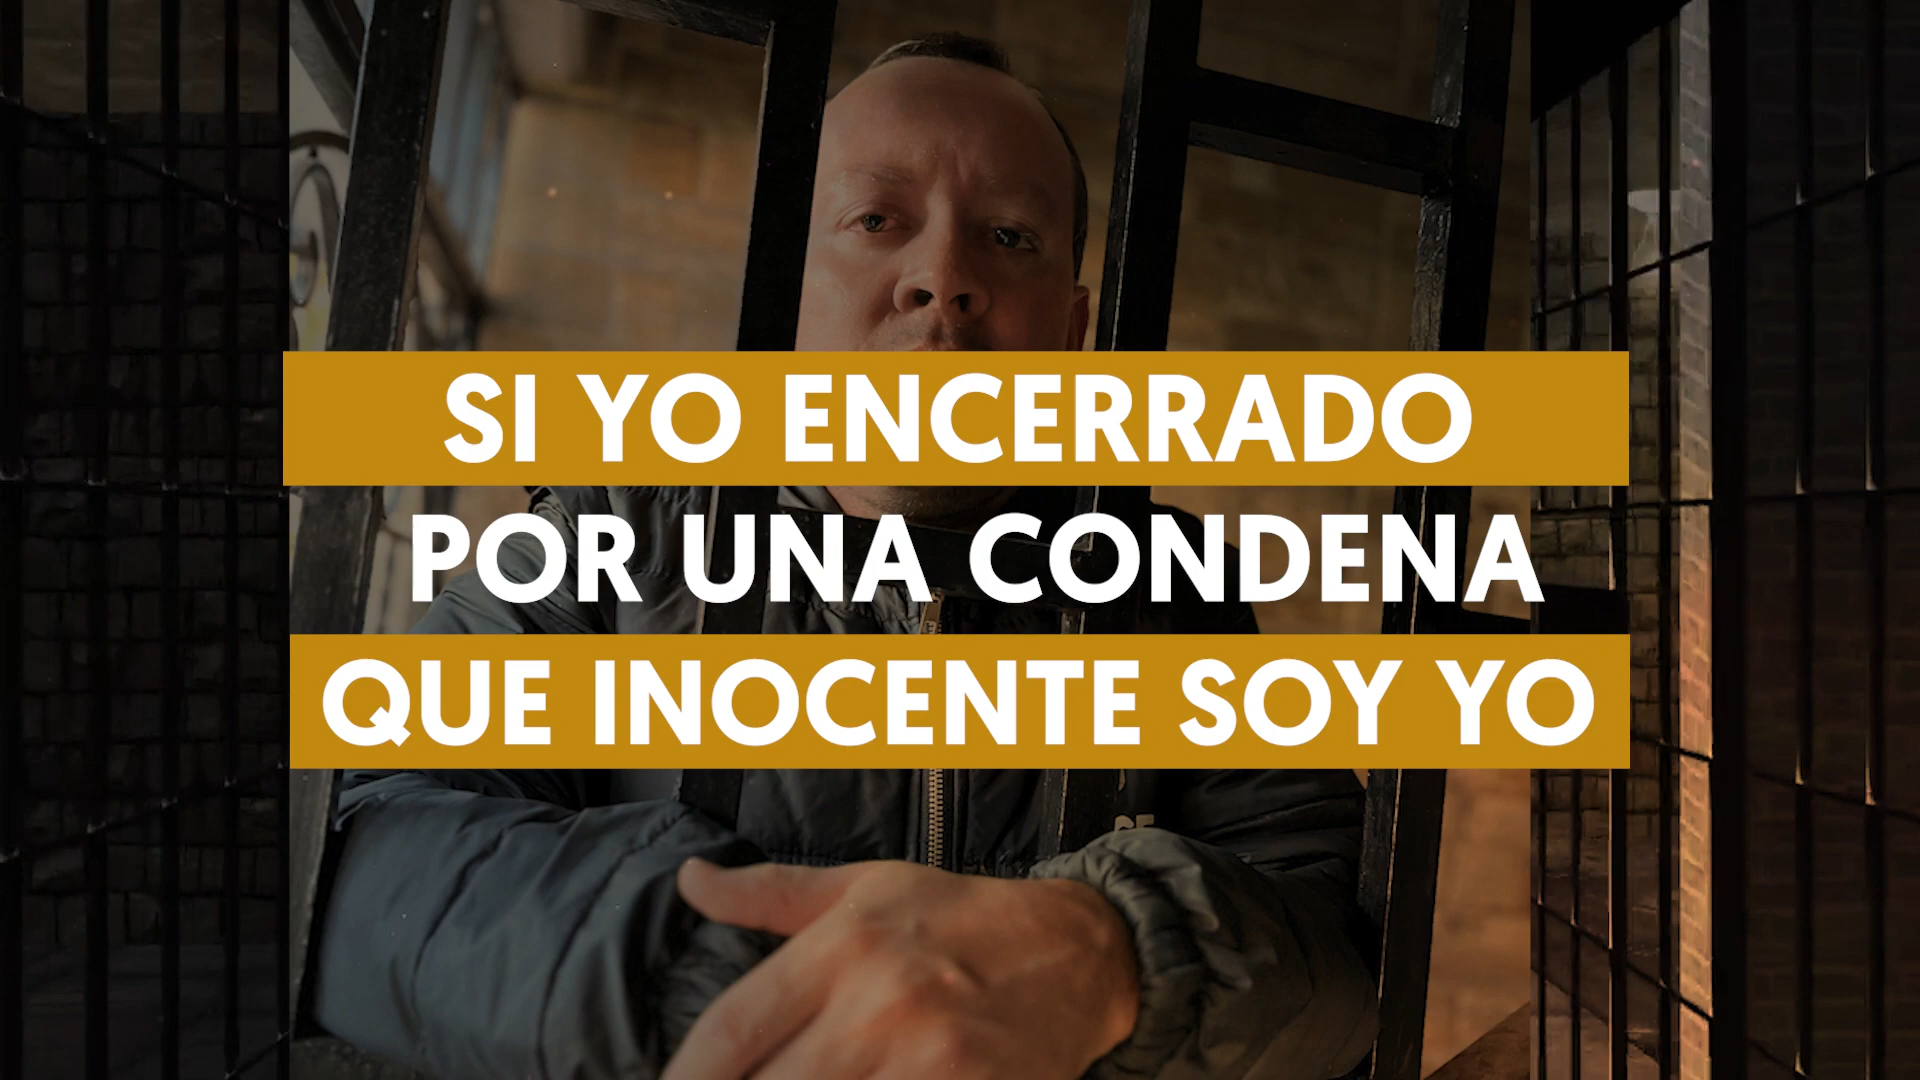 SI YO ENCERRADO
POR UNA CONDENA
QUE INOCENTE SOY YO